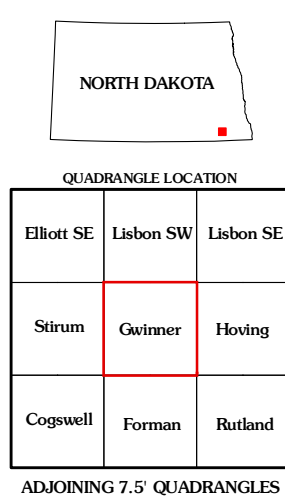 NORTH DAKOTA
QUADRANGLE LOCATION
Elliott SE Lisbon SW Lisbon SE
Stirum Gwinner Hoving
Cogswell Forman Rutland
ADJOINING 7.5' QUADRANGLES